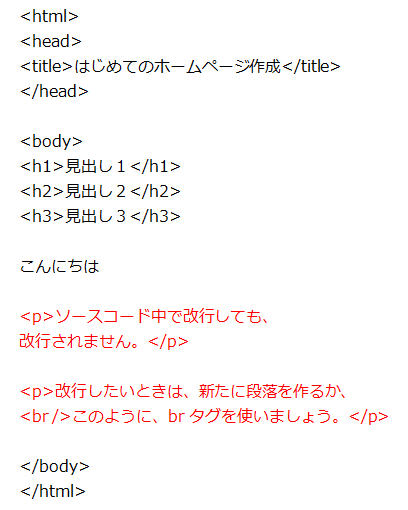 <html>
<head>
<title>はじめてのホームページ作成</title>
</head>
<body>
<h1>見出し１</h1>
<h2>見出し２</h2>
<h3>見出し３</h3>
こんにちは
<p>ソースコード中で改行しても、
改行されません。</p>
<p>改行したいときは、新たに段落を作るか、
<br />このように、br タグを使いましょう。</p>
</body>
</html>